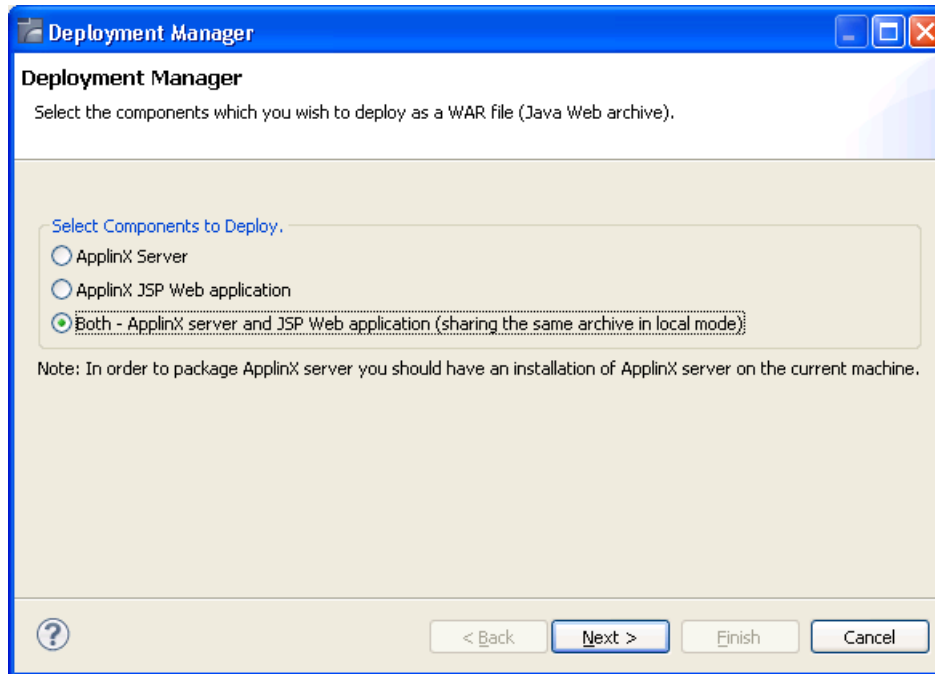 Deployment Manager
Deployment Manager
Select the components which you wish to deploy as a WAR file (Java Web archive).
Select Components to Deploy.
ApplinX Server
ApplinX JSP Web application
Both - ApplinX server and JSP Web application (sharing the same archive in local mode)
Note: In order to package ApplinX server you should have an installation of ApplinX server on the current machine.
? < Back Next > Finish Cancel